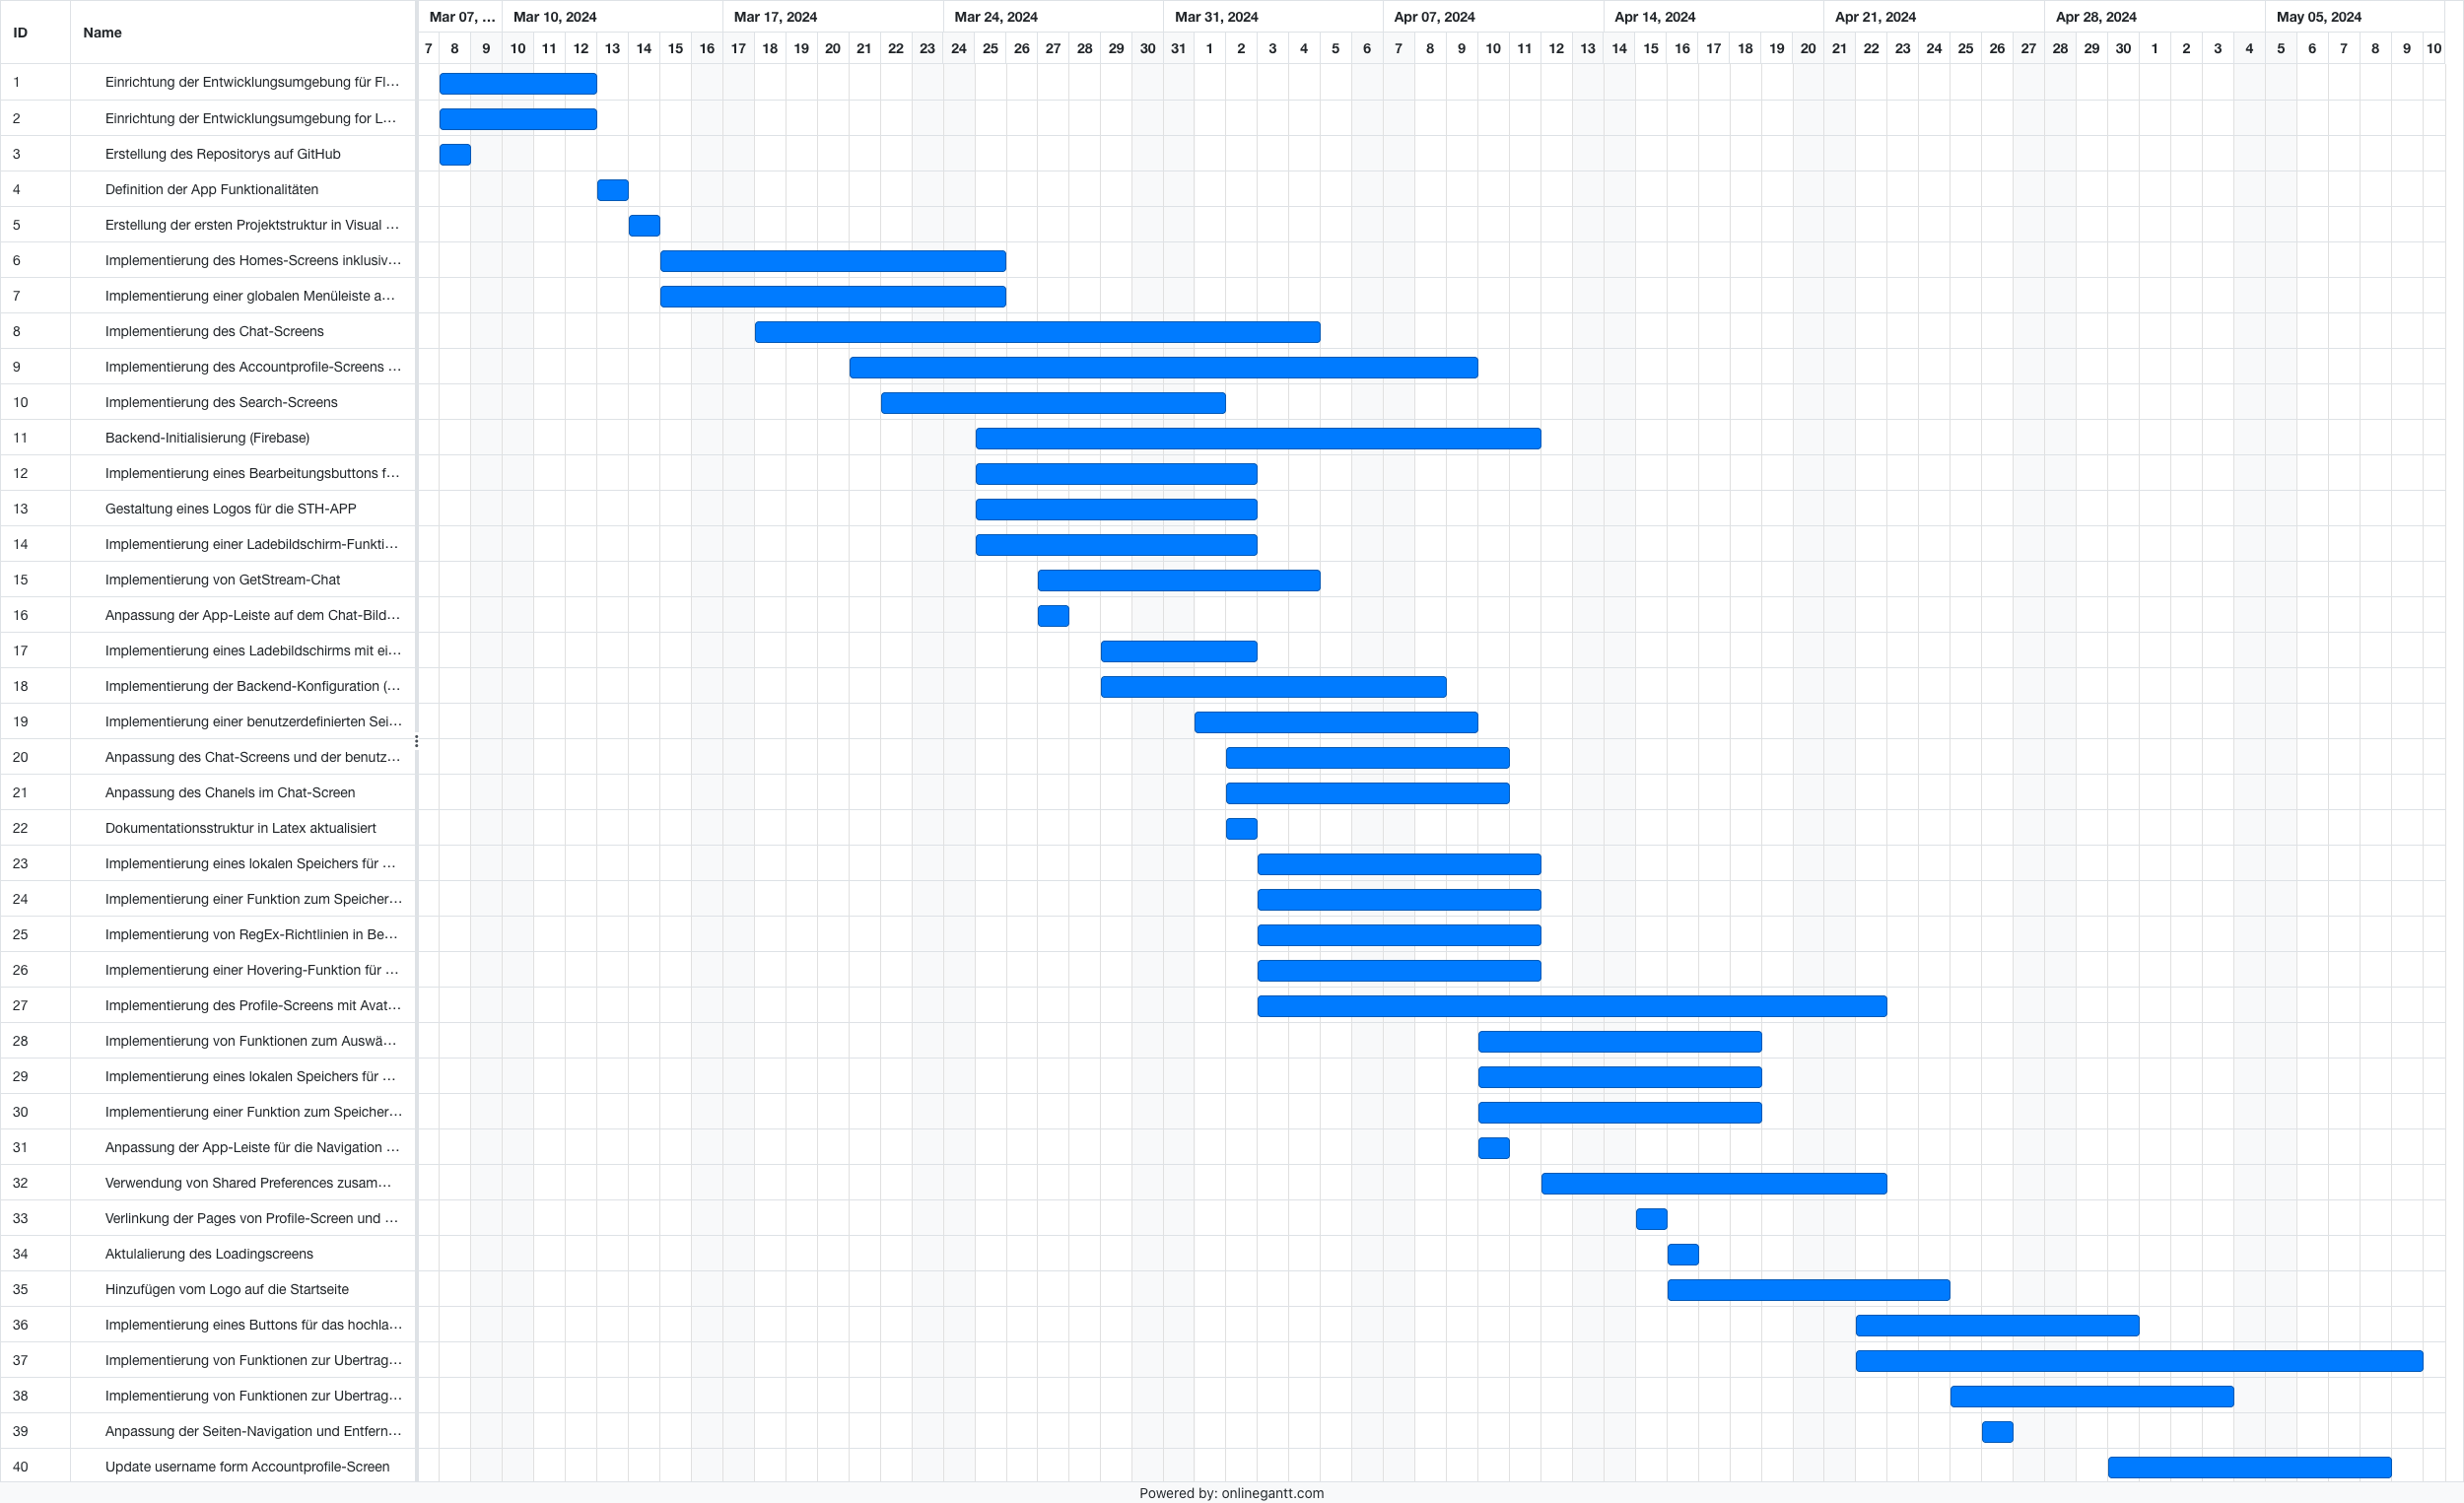 ID Name Mar 07, ... Mar 10, 2024 Mar 17, 2024 Mar 24, 2024 Mar 31, 2024 Apr 07, 2024 Apr 14, 2024 Apr 21, 2024 Apr 28, 2024 May 05, 2024
7 8 9 10 11 12 13 14 15 16 17 18 19 20 21 22 23 24 25 26 27 28 29 30 31 1 2 3 4 5 6 7 8 9 10 11 12 13 14 15 16 17 18 19 20 21 22 23 24 25 26 27 28 29 30 1 2 3 4 5 6 7 8 9 10
1 Einrichtung der Entwicklungsumgebung für Fl...
2 Einrichtung der Entwicklungsumgebung for L...
3 Erstellung des Repositorys auf GitHub
4 Definition der App Funktionalitäten
5 Erstellung der ersten Projektstruktur in Visual ...
6 Implementierung des Homes-Screens inklusiv...
7 Implementierung einer globalen Menüleiste a...
8 Implementierung des Chat-Screens
9 Implementierung des Accountprofile-Screens ...
10 Implementierung des Search-Screens
11 Backend-Initialisierung (Firebase)
12 Implementierung eines Bearbeitungsbuttons f...
13 Gestaltung eines Logos für die STH-APP
14 Implementierung einer Ladebildschirm-Funkti...
15 Implementierung von GetStream-Chat
16 Anpassung der App-Leiste auf dem Chat-Bild...
17 Implementierung eines Ladebildschirms mit ei...
18 Implementierung der Backend-Konfiguration (...
19 Implementierung einer benutzerdefinierten Sei...
20 Anpassung des Chat-Screens und der benutz...
21 Anpassung des Chanels im Chat-Screen
22 Dokumentationsstruktur in Latex aktualisiert
23 Implementierung eines lokalen Speichers für ...
24 Implementierung einer Funktion zum Speicher...
25 Implementierung von RegEx-Richtlinien in Be...
26 Implementierung einer Hovering-Funktion für ...
27 Implementierung des Profile-Screens mit Avat...
28 Implementierung von Funktionen zum Auswä...
29 Implementierung eines lokalen Speichers für ...
30 Implementierung einer Funktion zum Speicher...
31 Anpassung der App-Leiste für die Navigation ...
32 Verwendung von Shared Preferences zusam...
33 Verlinkung der Pages von Profile-Screen und ...
34 Aktulalierung des Loadingscreens
35 Hinzufügen vom Logo auf die Startseite
36 Implementierung eines Buttons für das hochla...
37 Implementierung von Funktionen zur Ubertrag...
38 Implementierung von Funktionen zur Ubertrag...
39 Anpassung der Seiten-Navigation und Entfern...
40 Update username form Accountprofile-Screen
Powered by: onlinegantt.com